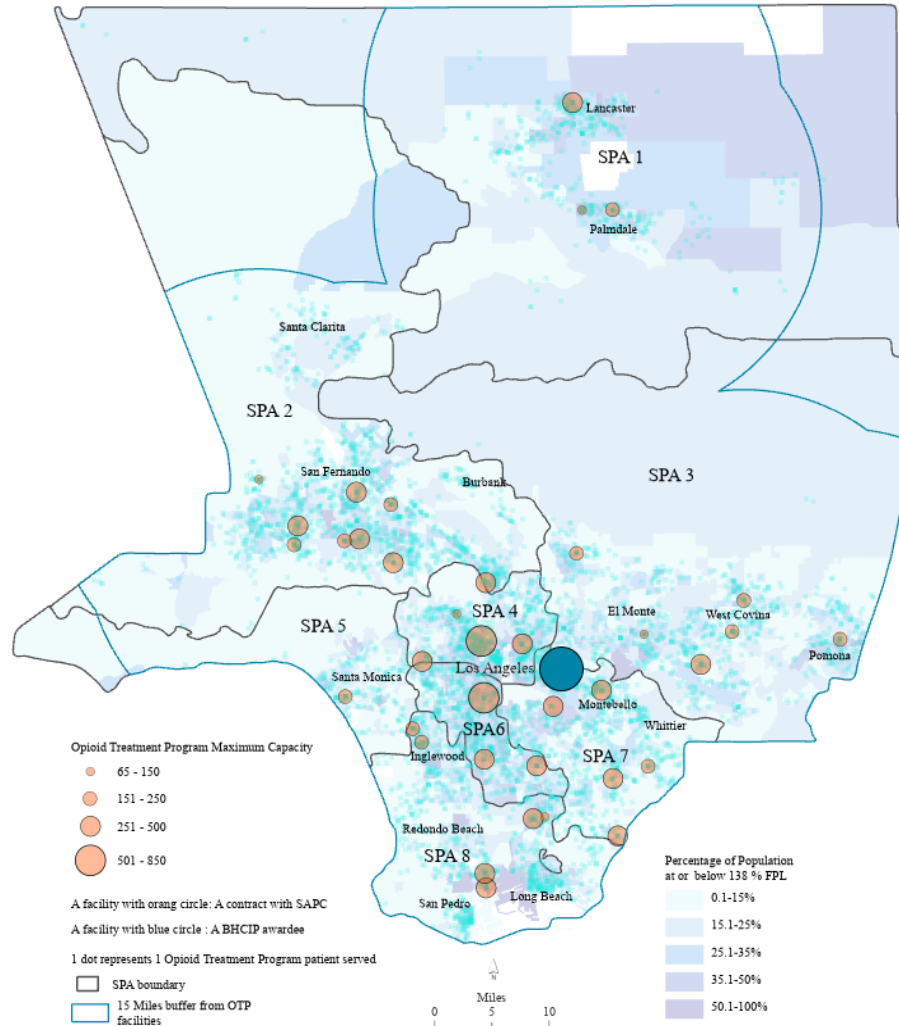 Lancaster
SPA 1
Palmdale
Santa Clarita
SPA 2
San Fernando
Burbank
SPA 3
SPA 4
El Monte
West Covina
SPA 5
Los Angeles
Pomona
Santa Monica
Montebello
Whittier
SPA6
Inglewood
SPA 7
Redondo Beach
SPA 8
Long Beach
San Pedro
Opioid Treatment Program Maximum Capacity
65 - 150
151 - 250
251 - 500
501 - 850
A facility with orang circle: A contract with SAPC
A facility with blue circle : A BHCIP awardee
1 dot represents 1 Opioid Treatment Program patient served
SPA boundary
15 Miles buffer from OTP
facilities
N
Miles
0 5 10
Percentage of Population
at or below 138 % FPL
0.1-15%
15.1-25%
25.1-35%
35.1-50%
50.1-100%